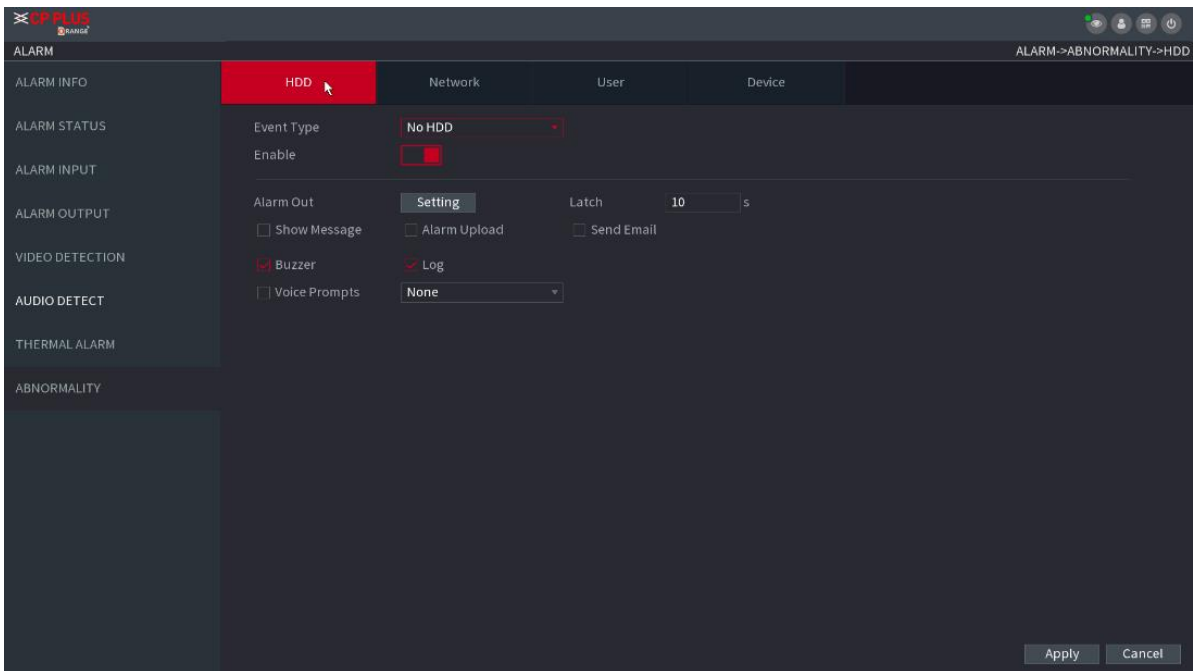 CP PLUS
ORANGE
ALARM ALARM->ABNORMALITY->HDD
ALARM INFO
ALARM STATUS
ALARM INPUT
ALARM OUTPUT
VIDEO DETECTION
AUDIO DETECT
THERMAL ALARM
ABNORMALITY
HDD Network User Device
Event Type No HDD
Enable
Alarm Out Setting Latch 10 s
Show Message Alarm Upload Send Email
Buzzer Log
Voice Prompts None
Apply Cancel